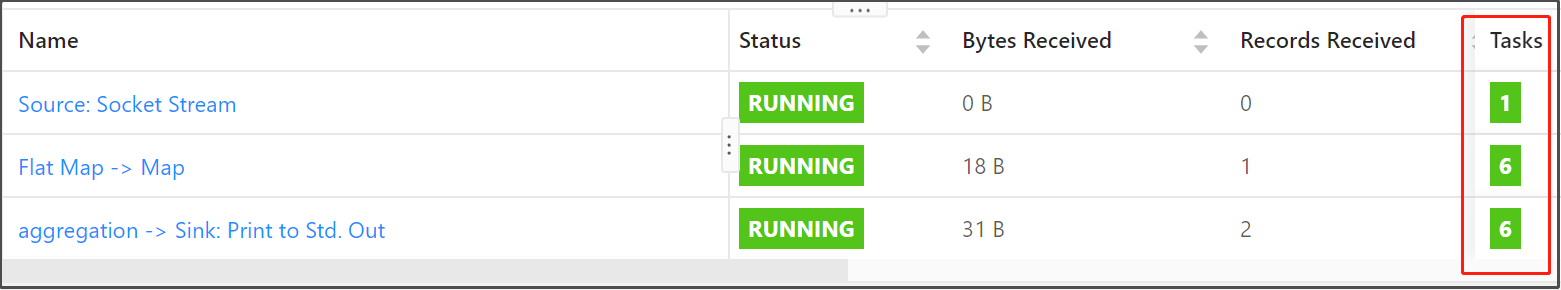 Name Status Bytes Received Records Received Tasks
Source: Socket Stream RUNNING 0 B 0 1
Flat Map -> Map RUNNING 18 B 1 6
aggregation -> Sink: Print to Std. Out RUNNING 31 B 2 6